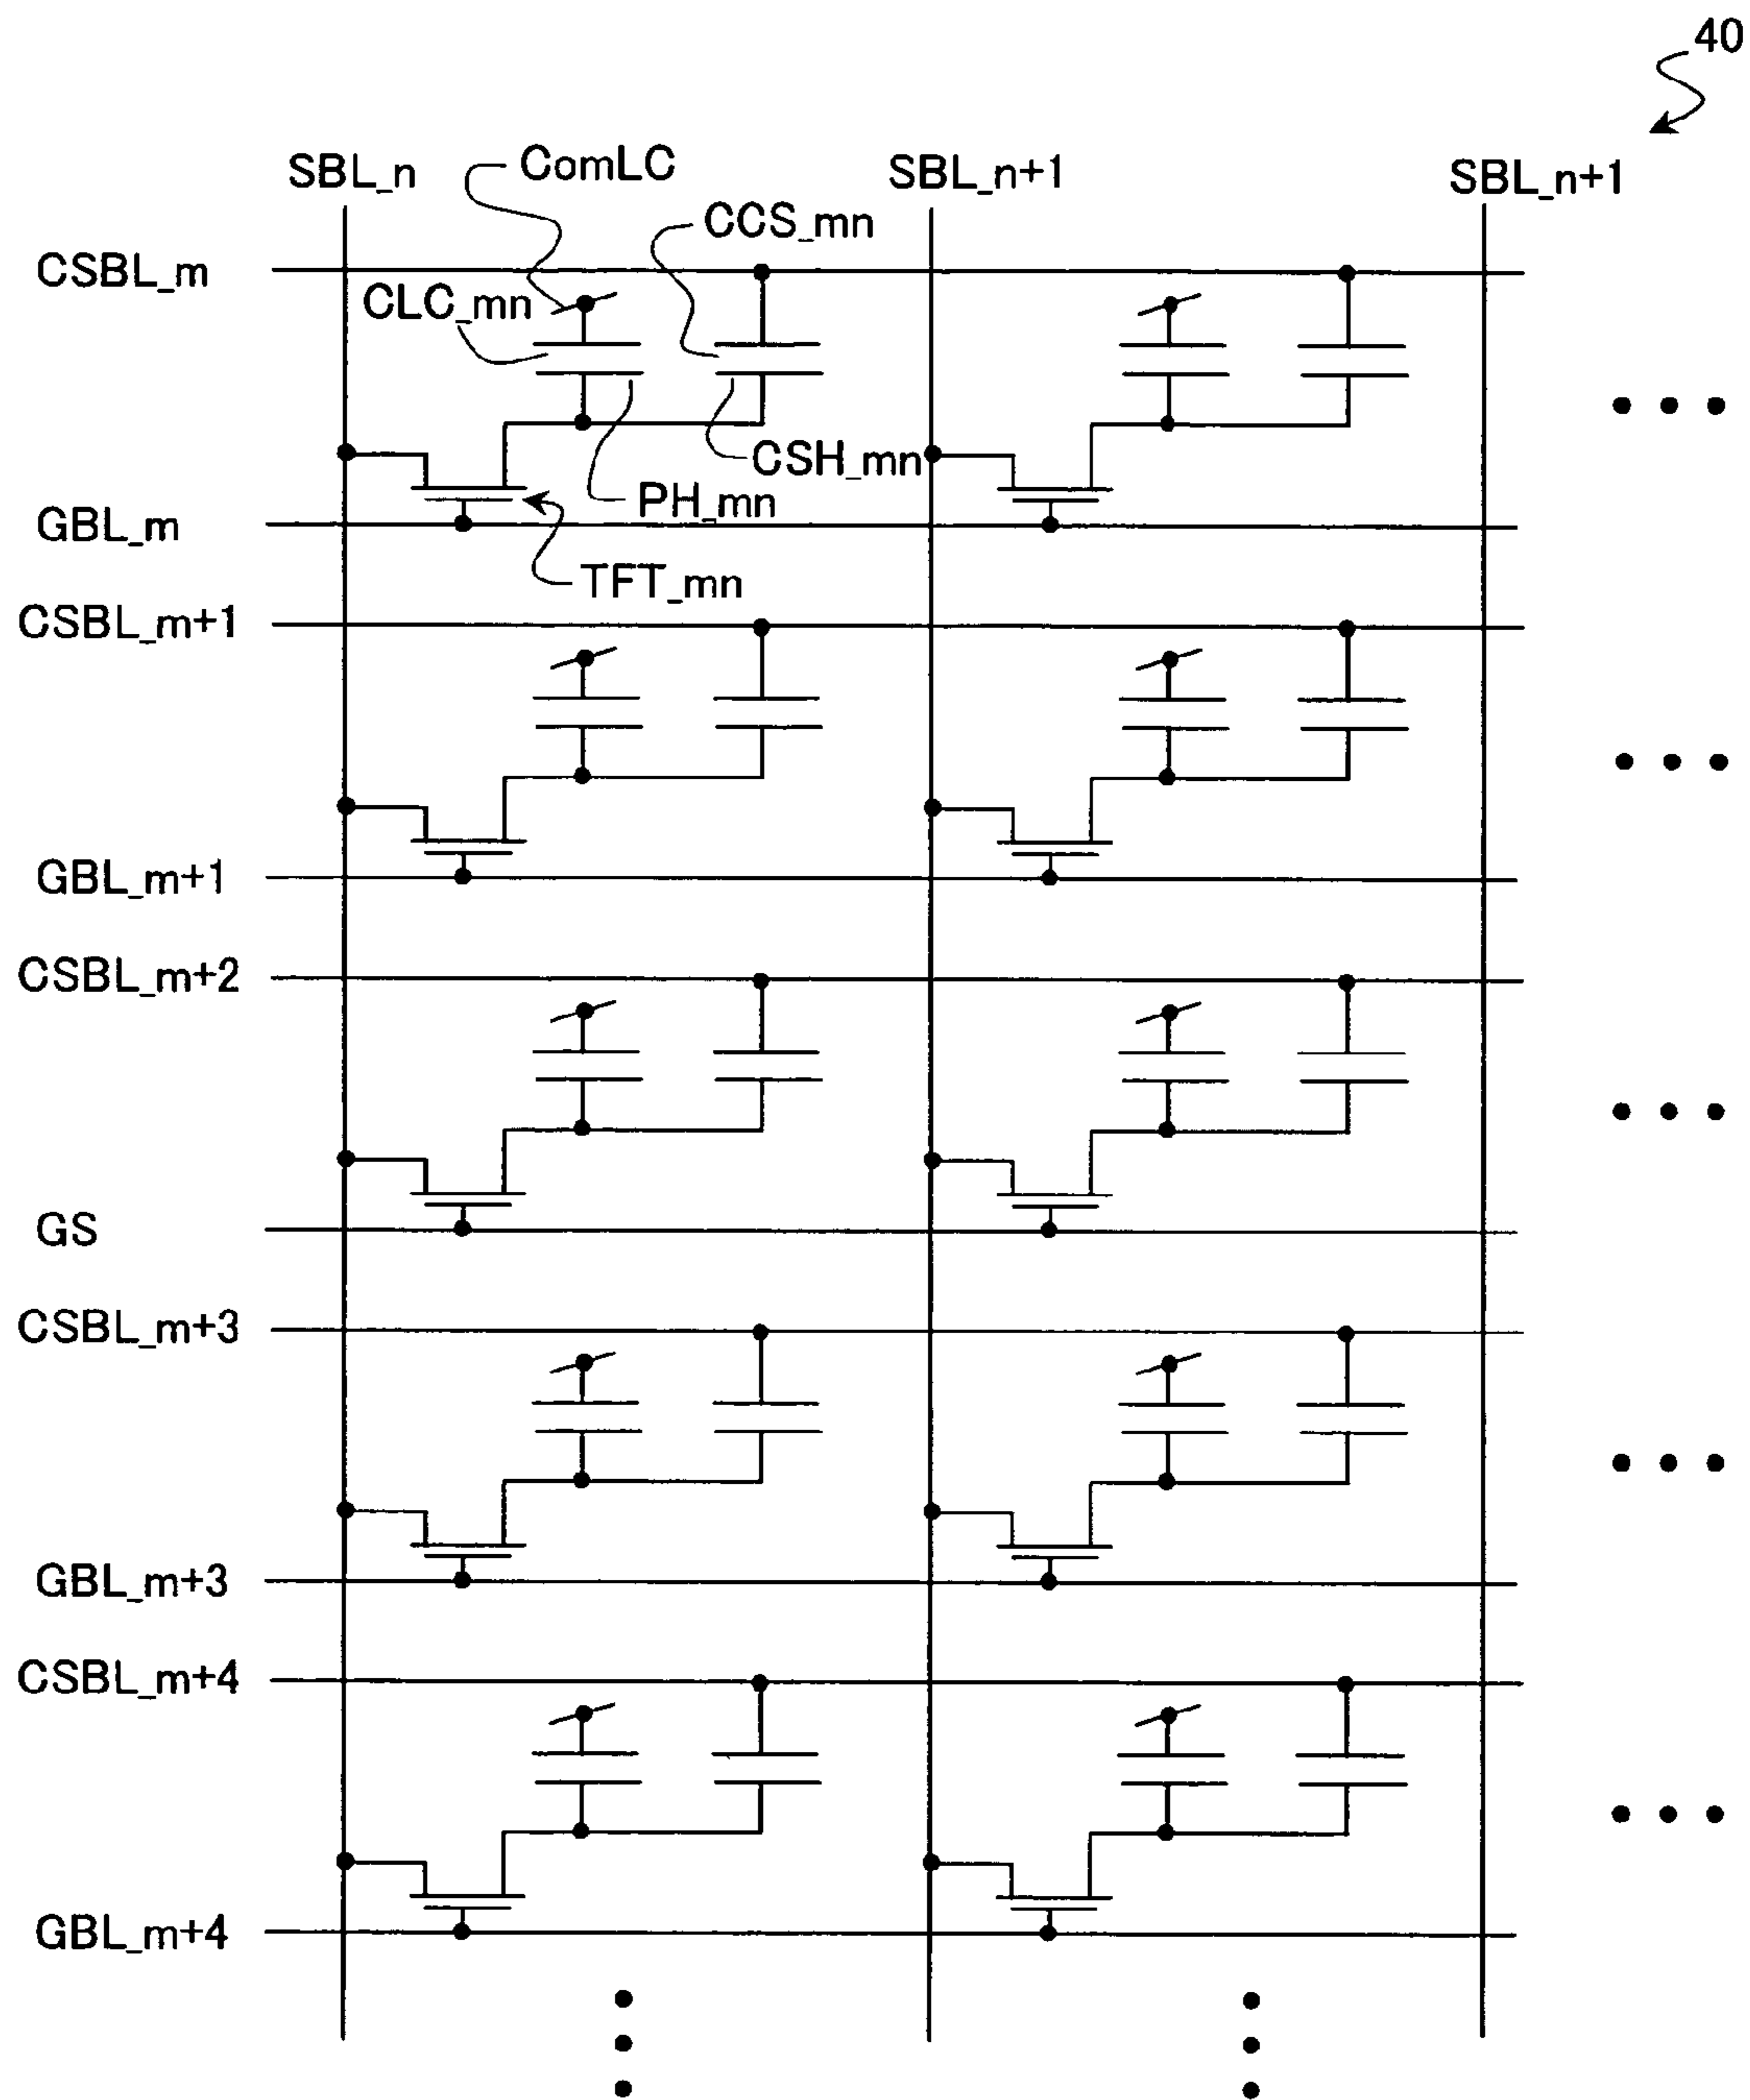 40
SBL_n
ComLC
SBL_n+1
SBL_n+1
CCS_mn
CSBL_m
CLC_mn
CSH_mn
PH_mn
GBL_m
TFT_mn
CSBL_m+1
GBL_m+1
CSBL_m+2
GS
CSBL_m+3
GBL_m+3
CSBL_m+4
GBL_m+4